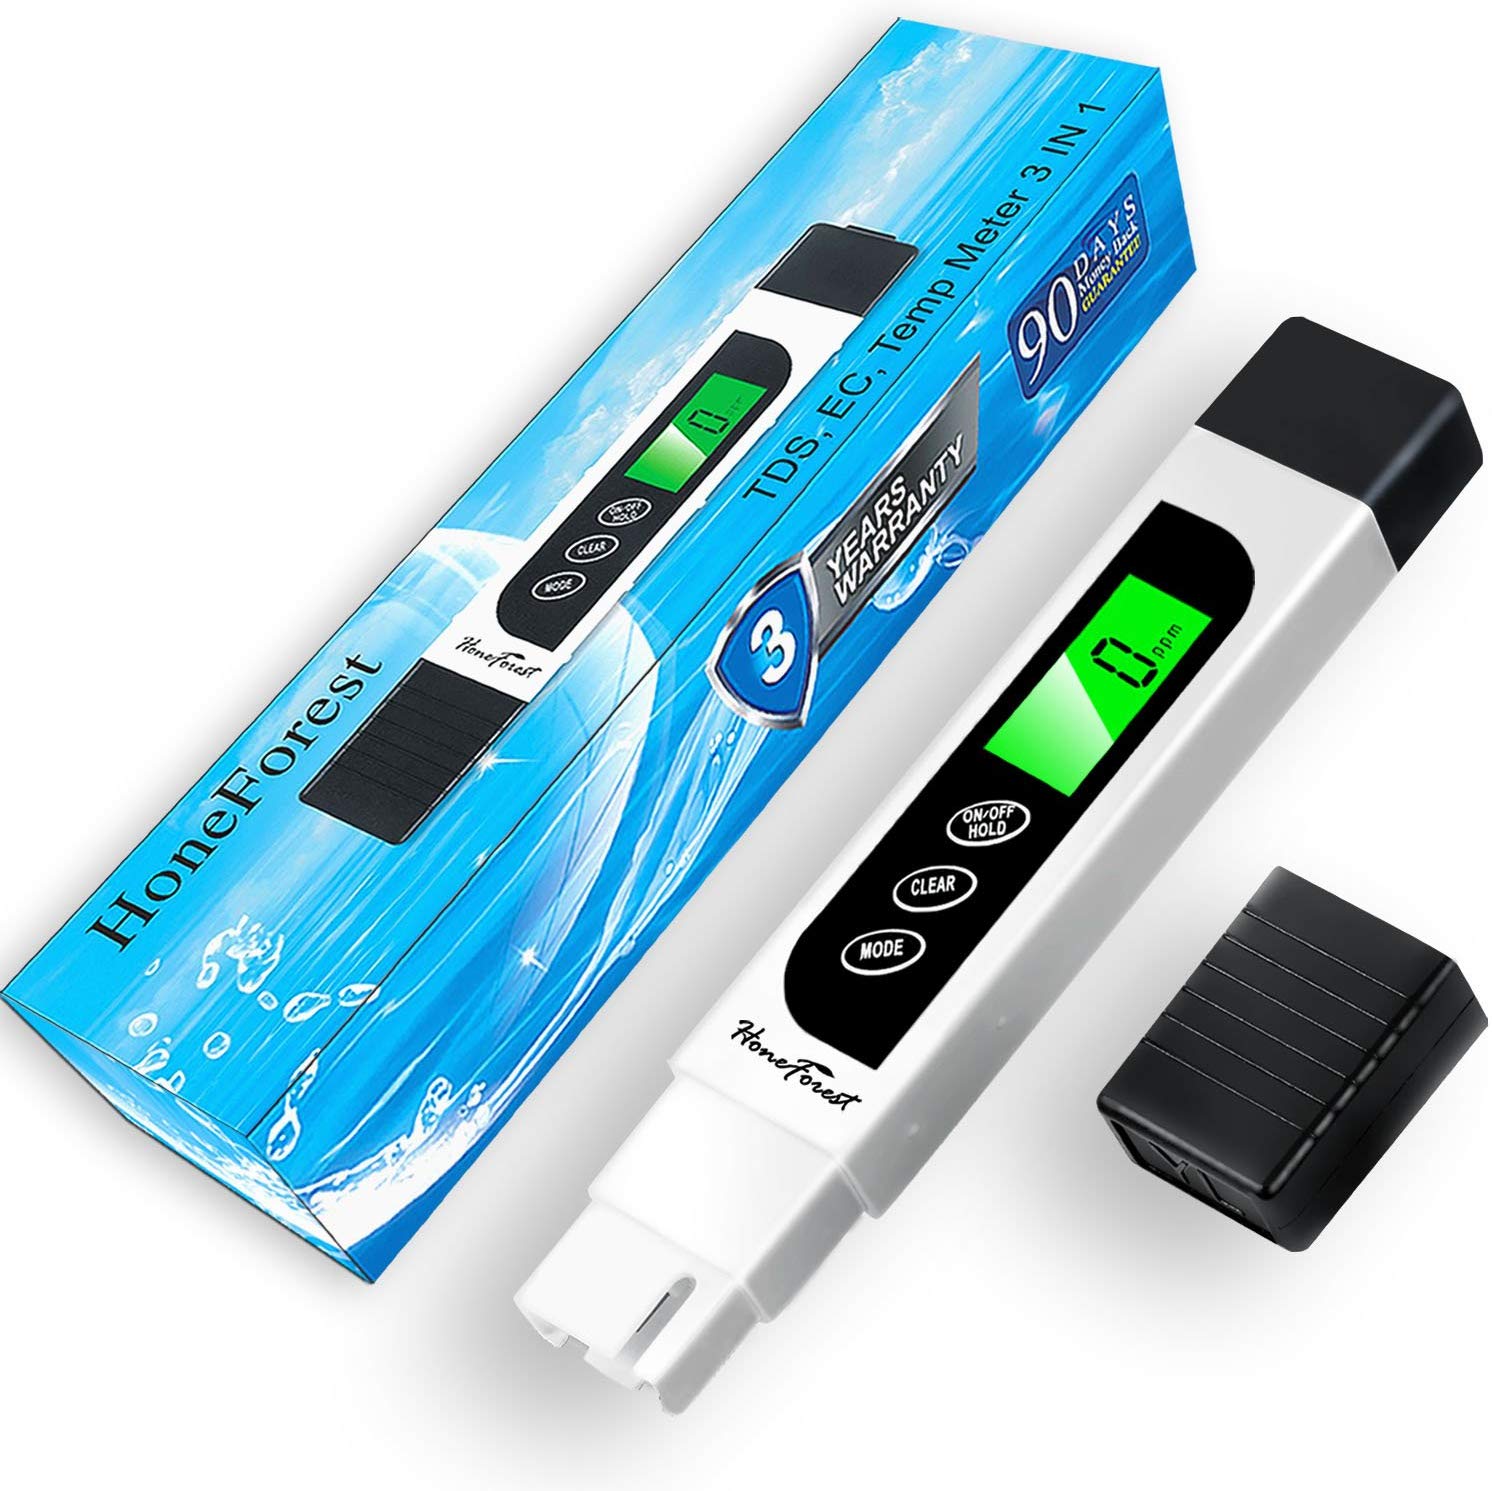 HoneForest
TDS, EC, Temp Meter 3 IN 1
90
DAYS
Money Back
GUARANTEE
3
YEARS
WARRANTY
0
ON/OFF
HOLD
CLEAR
MODE
HoneForest
0 ppm
ON/OFF
HOLD
CLEAR
MODE
HoneForest